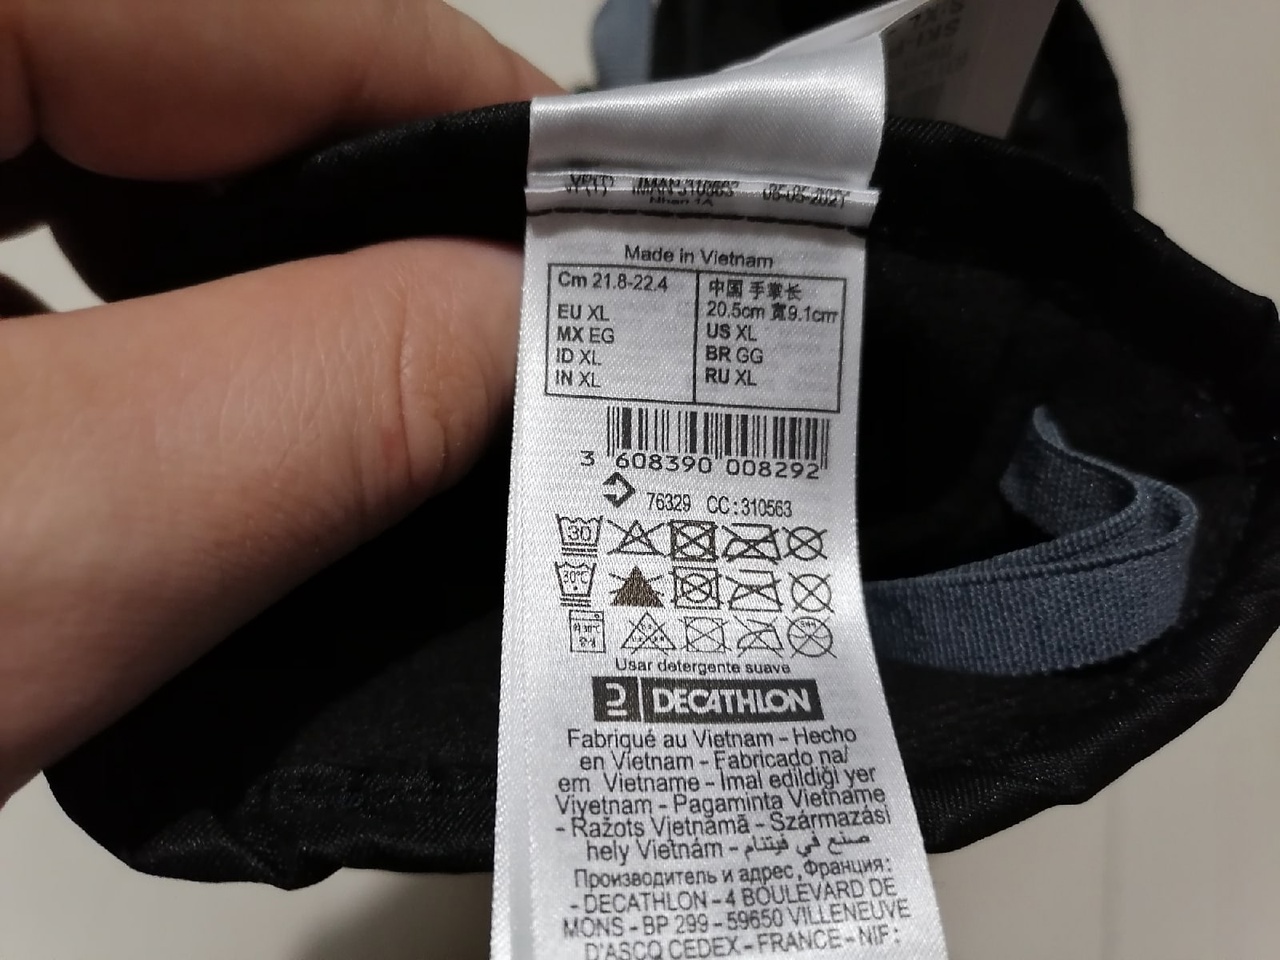 Nhan 1A
Made in Vietnam
Cm 21.8-22.4
EU XL
MX EG
ID XL
IN XL
中国 手掌长
20.5cm 宽9.1cm
US XL
BR GG
RU XL
3 608390 008292
76329 CC:310563
30
30°C
Usar detergente suave
DECATHLON
Fabriqué au Vietnam - Hecho
en Vietnam - Fabricado na/
em Vietname - İmal edildiği yer
Viyetnam - Pagaminta Vietname
- Ražots Vjetnāmā - Származási
hely Vietnám - صنع في فيتنام
Производитель и адрес, Франция:
- DECATHLON - 4 BOULEVARD DE
MONS - BP 299 - 59650 VILLENEUVE
D'ASCQ CEDEX - FRANCE - NIF: